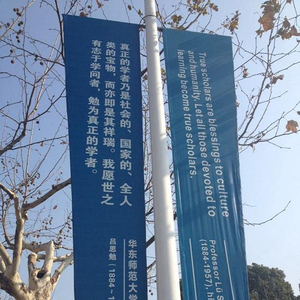 真正的学者乃是社会的、国家的、全人
类的宝物，而亦即是其祥瑞。我愿世之
有志于学问者，勉为真正的学者。
华东师范大学
吕思勉（1884-1
True scholars are blessings to culture
and humanity. Let all those devoted to
learning become true scholars.
Professor Lü S
(1884-1957),